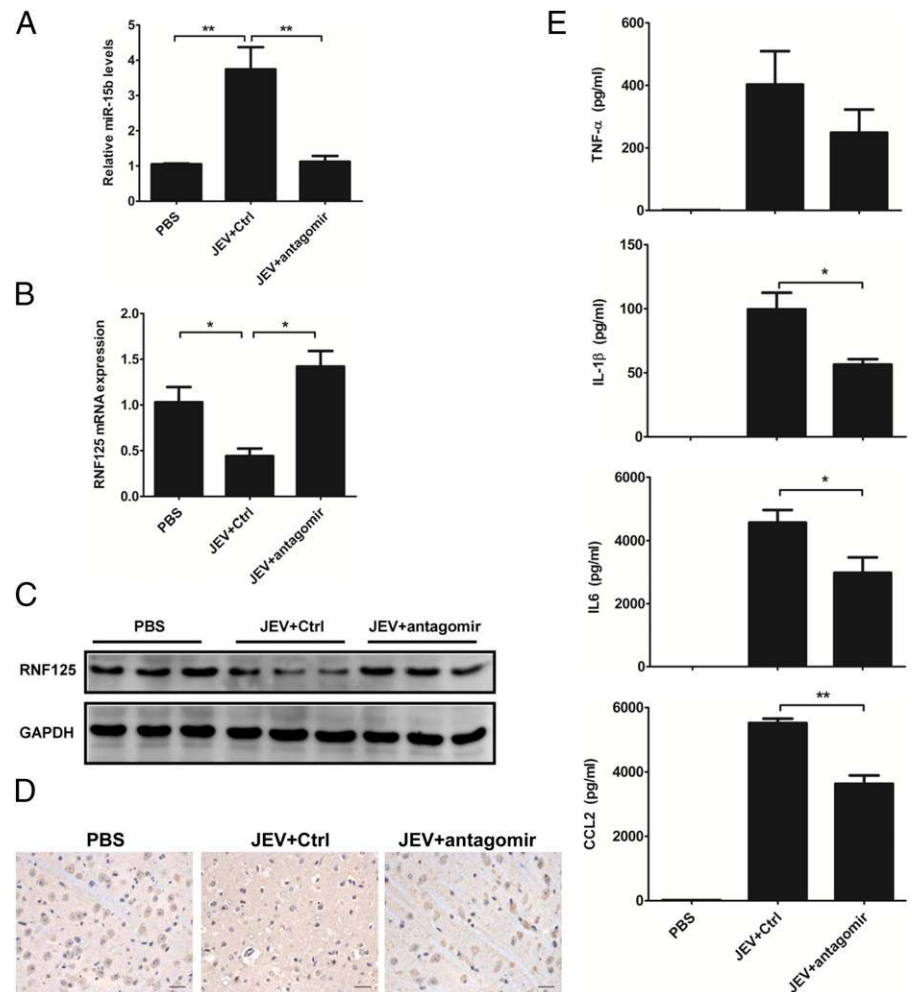 A
Relative miR-15b levels
5
4
3
2
1
0
** **
PBS
JEV+Ctrl
JEV+antagomir
B
RNF125 mRNA expression
2.0
1.5
1.0
0.5
0.0
* *
PBS
JEV+Ctrl
JEV+antagomir
C
PBS JEV+Ctrl JEV+antagomir
RNF125
GAPDH
D
PBS JEV+Ctrl JEV+antagomir
E
TNF-α (pg/ml)
600
400
200
0
IL-1β (pg/ml)
150
100
50
0
*
IL6 (pg/ml)
6000
4000
2000
0
*
CCL2 (pg/ml)
6000
4000
2000
0
**
PBS
JEV+Ctrl
JEV+antagomir